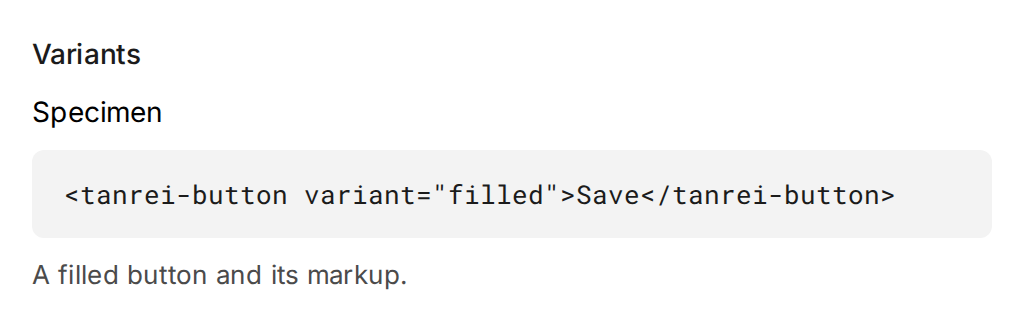 Variants
Specimen
<tanrei-button variant="filled">Save</tanrei-button>
A filled button and its markup.